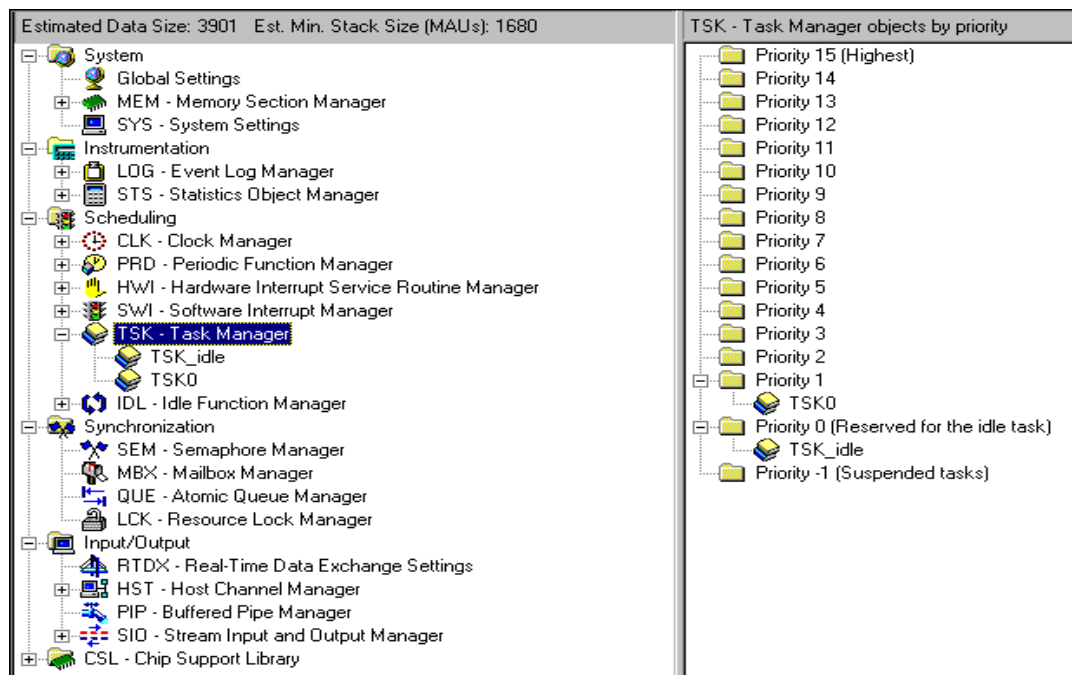 Estimated Data Size: 3901 Est. Min. Stack Size (MAUs): 1680
System
Global Settings
MEM - Memory Section Manager
SYS - System Settings
Instrumentation
LOG - Event Log Manager
STS - Statistics Object Manager
Scheduling
CLK - Clock Manager
PRD - Periodic Function Manager
HWI - Hardware Interrupt Service Routine Manager
SWI - Software Interrupt Manager
TSK - Task Manager
TSK_idle
TSK0
IDL - Idle Function Manager
Synchronization
SEM - Semaphore Manager
MBX - Mailbox Manager
QUE - Atomic Queue Manager
LCK - Resource Lock Manager
Input/Output
RTDX - Real-Time Data Exchange Settings
HST - Host Channel Manager
PIP - Buffered Pipe Manager
SIO - Stream Input and Output Manager
CSL - Chip Support Library
TSK - Task Manager objects by priority
Priority 15 (Highest)
Priority 14
Priority 13
Priority 12
Priority 11
Priority 10
Priority 9
Priority 8
Priority 7
Priority 6
Priority 5
Priority 4
Priority 3
Priority 2
Priority 1
TSK0
Priority 0 (Reserved for the idle task)
TSK_idle
Priority -1 (Suspended tasks)